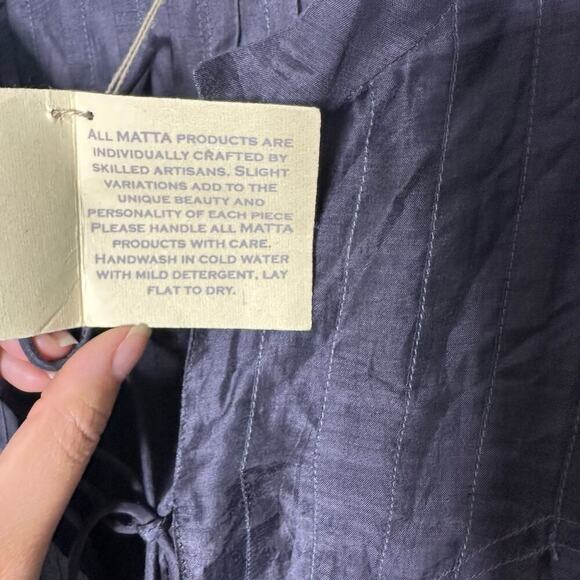 ALL MATTA PRODUCTS ARE
INDIVIDUALLY CRAFTED BY
SKILLED ARTISANS. SLIGHT
VARIATIONS ADD TO THE
UNIQUE BEAUTY AND
PERSONALITY OF EACH PIECE
PLEASE HANDLE ALL MATTA
PRODUCTS WITH CARE.
HANDWASH IN COLD WATER
WITH MILD DETERGENT, LAY
FLAT TO DRY.